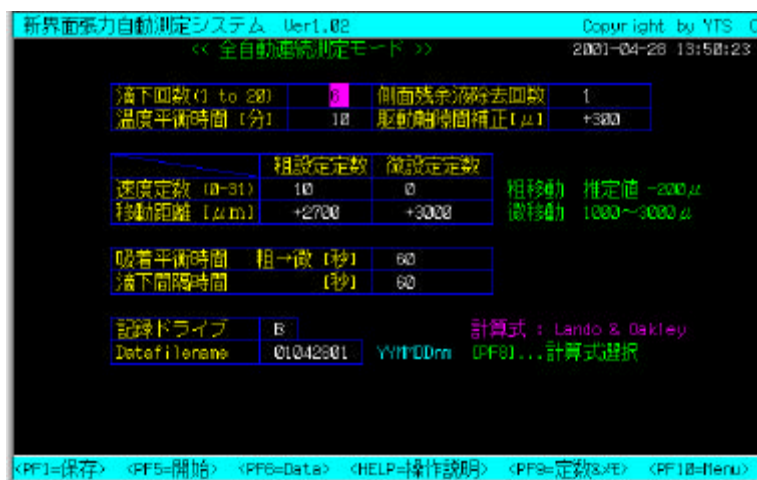 新界面張力自動測定システム Ver1.02 Copyright by YTS
<< 全自動連続測定モード >> 2001-04-28 13:50:23
滴下回数(1 to 20) 側面残余液除去回数 1
温度平衡時間 [分] 10 駆動軸隙間補正[μ] +300
粗設定定数 微設定定数
速度定数 (0-31) 10 0 粗移動 推定値 -200μ
移動距離 [μm] +2700 +3000 微移動 1000~3000μ
吸着平衡時間 粗→微 [秒] 60
滴下間隔時間 [秒] 60
記録ドライブ B 計算式 : Lando & Oakley
Datafilename 01042801 YYMMDDnn [PF8]...計算式選択
<PF1=保存> <PF5=開始> <PF6=Data> <HELP=操作説明> <PF9=定数&メモ> <PF10=Menu>